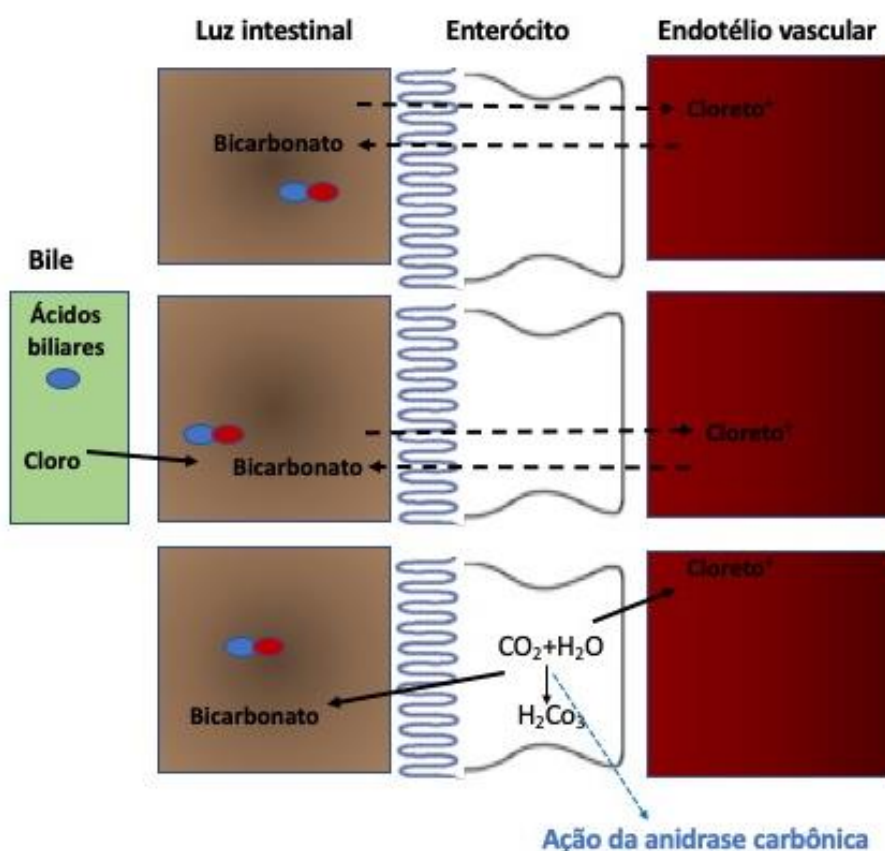 Luz intestinal
Enterócito
Endotélio vascular
Cloreto⁺
Bicarbonato
Bile
Ácidos
biliares
Cloro
Cloreto⁺
Bicarbonato
Cloreto⁺
CO₂+H₂O
Bicarbonato
H₂Co₃
Ação da anidrase carbônica